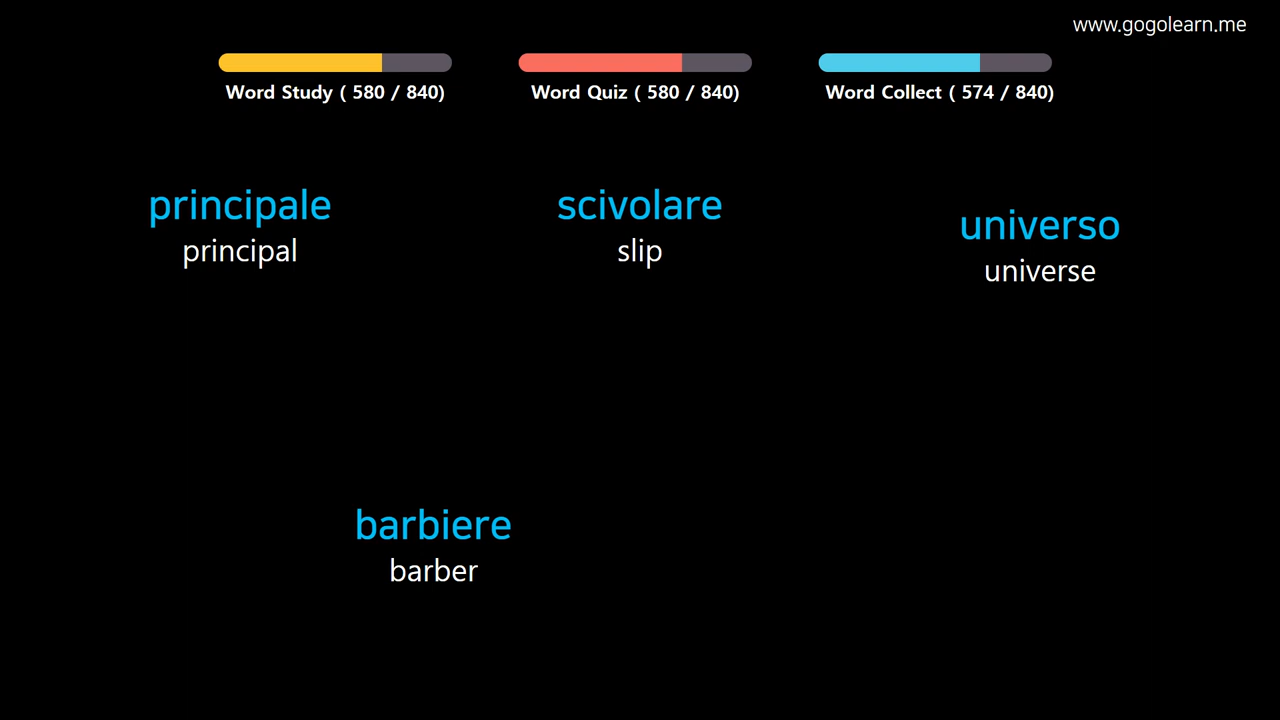 www.gogolearn.me
Word Study ( 580 / 840)
Word Quiz ( 580 / 840)
Word Collect ( 574 / 840)
principale
principal
scivolare
slip
universo
universe
barbiere
barber